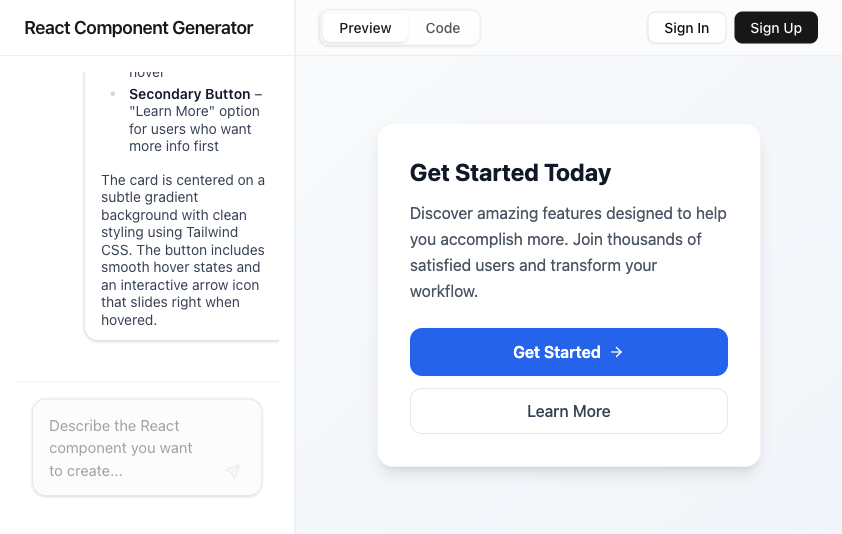 React Component Generator
Preview
Code
Sign In
Sign Up
hover
Secondary Button –
"Learn More" option
for users who want
more info first
The card is centered on a
subtle gradient
background with clean
styling using Tailwind
CSS. The button includes
smooth hover states and
an interactive arrow icon
that slides right when
hovered.
Describe the React
component you want
to create...
Get Started Today
Discover amazing features designed to help
you accomplish more. Join thousands of
satisfied users and transform your
workflow.
Get Started →
Learn More